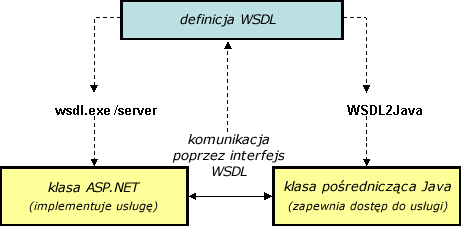 definicja WSDL
wsdl.exe /server
WSDL2Java
komunikacja
poprzez interfejs
WSDL
klasa ASP.NET
(implementuje usługę)
klasa pośrednicząca Java
(zapewnia dostęp do usługi)